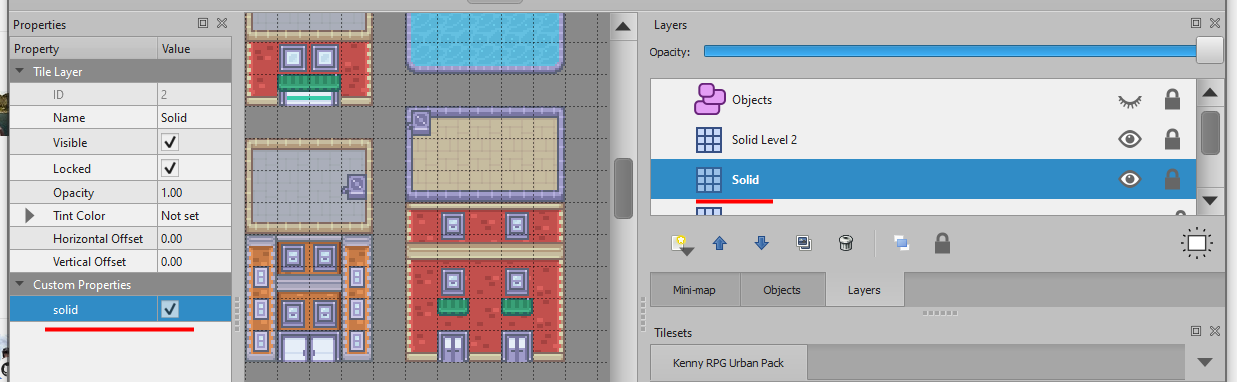 Properties
Property Value
Tile Layer
ID 2
Name Solid
Visible
Locked
Opacity 1.00
Tint Color Not set
Horizontal Offset 0.00
Vertical Offset 0.00
Custom Properties
solid
Layers
Opacity:
Objects
Solid Level 2
Solid
Mini-map Objects Layers
Tilesets
Kenny RPG Urban Pack